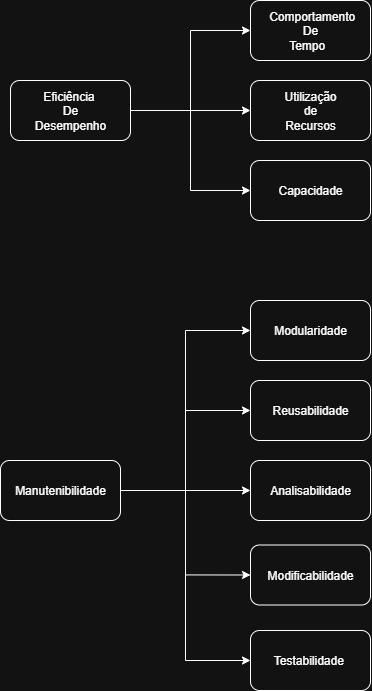 Comportamento
De
Tempo
Eficiência
De
Desempenho
Utilização
de
Recursos
Capacidade
Modularidade
Reusabilidade
Manutenibilidade
Analisabilidade
Modificabilidade
Testabilidade